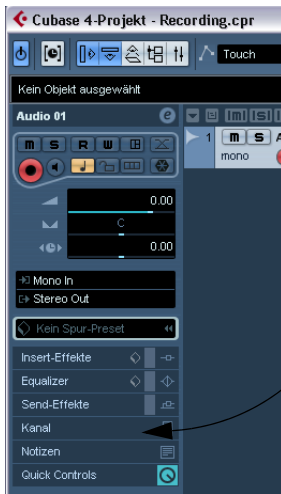 Cubase 4-Projekt - Recording.cpr
Touch
Kein Objekt ausgewählt
Audio 01 e
m S R W
1 m S A
mono
0.00
C
0.00
Mono In
Stereo Out
Kein Spur-Preset
Insert-Effekte
Equalizer
Send-Effekte
Kanal
Notizen
Quick Controls